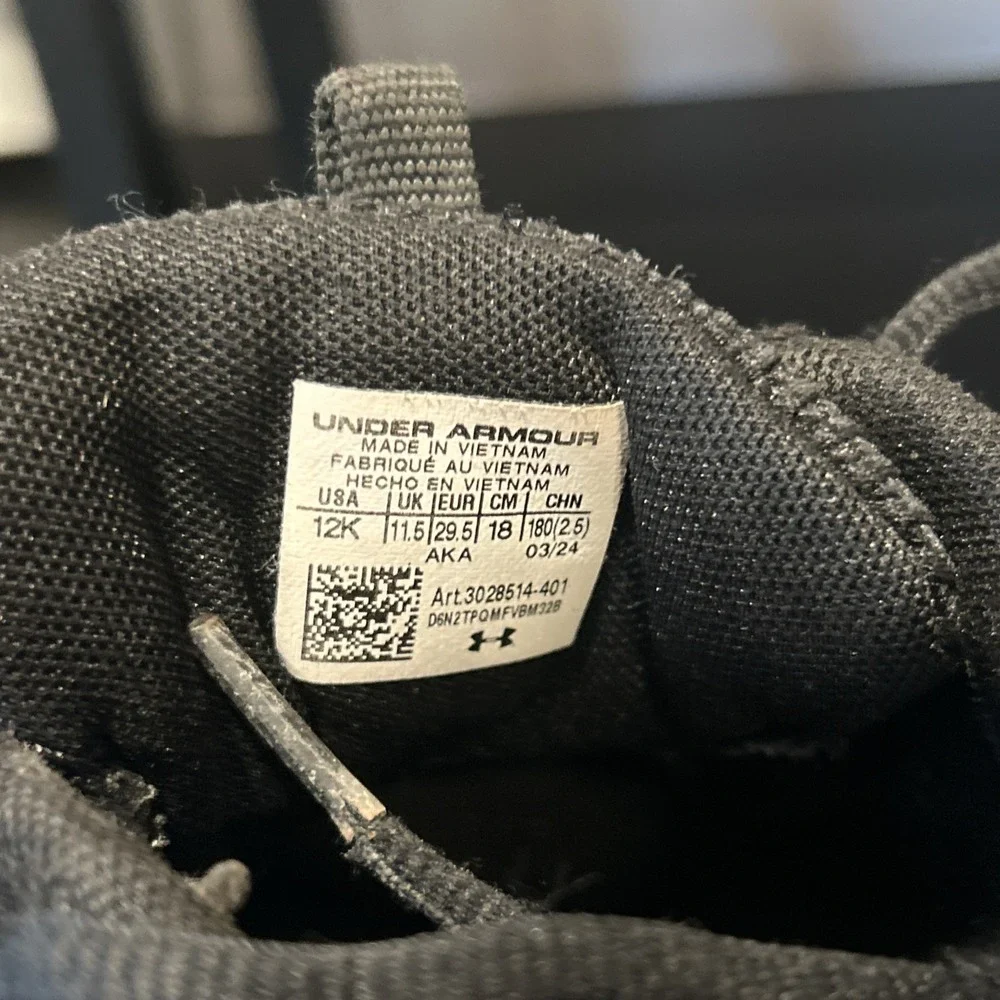 UNDER ARMOUR
MADE IN VIETNAM
FABRIQUÉ AU VIETNAM
HECHO EN VIETNAM
USA UK EUR CM CHN
12K 11.5 29.5 18 180(2.5)
AKA 03/24
Art.3028514-401
D6N2TPQMFVBM32B